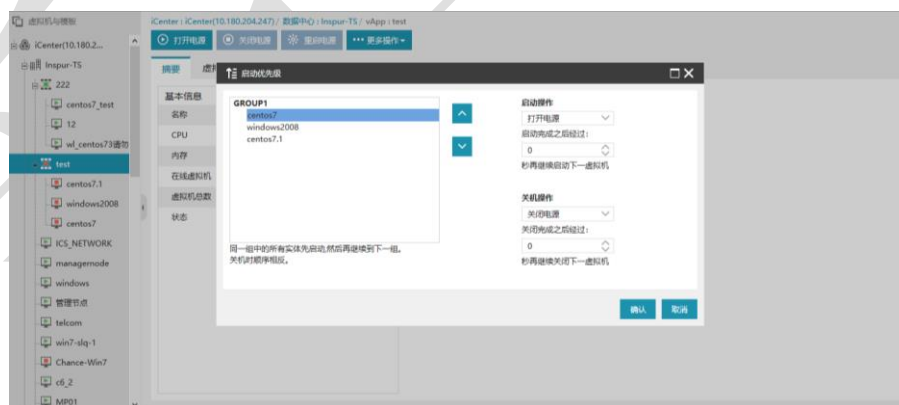 虚拟机与模板
iCenter : iCenter(10.180.204.247) / 数据中心 : Inspur-TS / vApp : test
iCenter(10.180.2...
Inspur-TS
222
centos7_test
12
wl_centos73请勿
test
centos7.1
windows2008
centos7
ICS_NETWORK
managernode
windows
管理节点
telcom
win7-slq-1
Chance-Win7
c6_2
MP01
打开电源
关闭电源
重启电源
••• 更多操作
摘要
虚拟
基本信息
名称
CPU
内存
在线虚拟机
虚拟机总数
状态
启动优先级
GROUP1
centos7
windows2008
centos7.1
同一组中的所有实体先启动,然后再继续到下一组。
关机时顺序相反。
启动操作
打开电源
启动完成之后经过:
0
秒再继续启动下一虚拟机
关机操作
关闭电源
关闭完成之后经过:
0
秒再继续关闭下一虚拟机
确认
取消